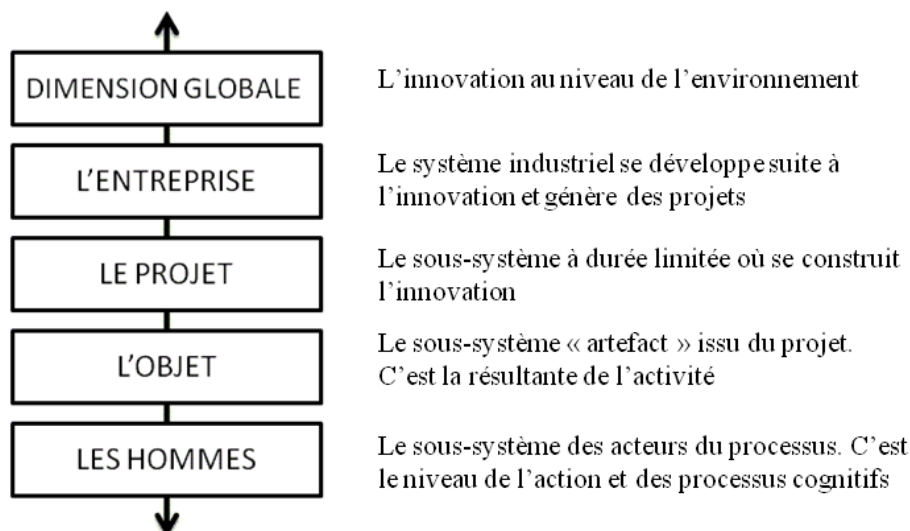 DIMENSION GLOBALE
L'innovation au niveau de l'environnement
L'ENTREPRISE
Le système industriel se développe suite à
l'innovation et génère des projets
LE PROJET
Le sous-système à durée limitée où se construit
l'innovation
L'OBJET
Le sous-système « artefact » issu du projet.
C'est la résultante de l'activité
LES HOMMES
Le sous-système des acteurs du processus. C'est
le niveau de l'action et des processus cognitifs